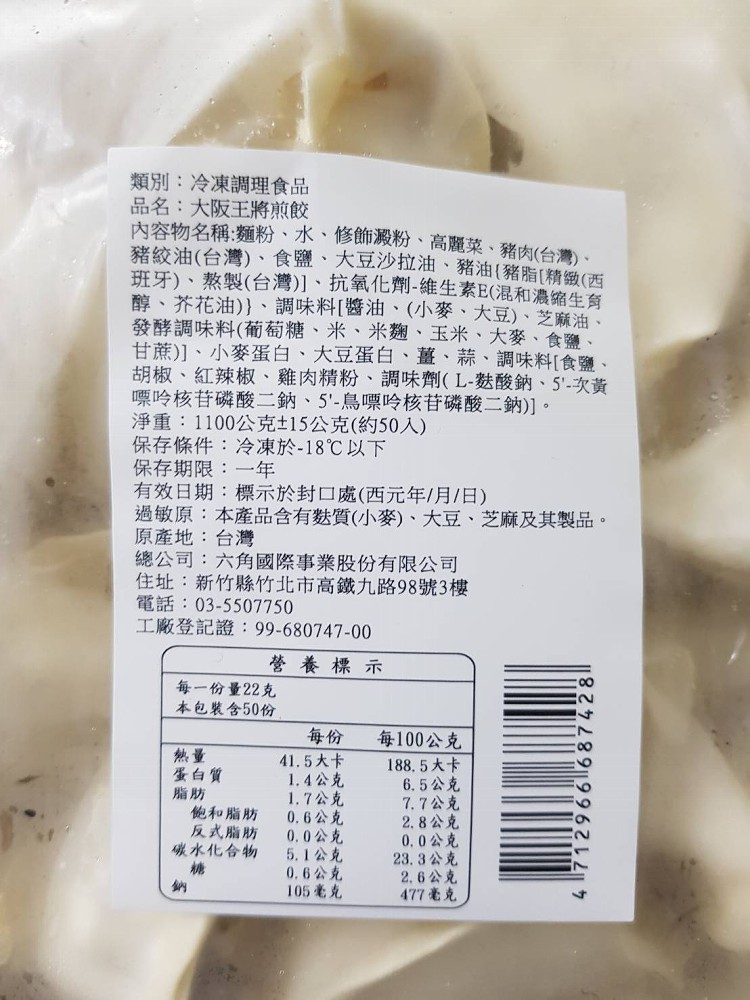 類別：冷凍調理食品
品名：大阪王將煎餃
內容物名稱:麵粉、水、修飾澱粉、高麗菜、豬肉(台灣)、
豬絞油(台灣)、食鹽、大豆沙拉油、豬油{豬脂[精緻(西
班牙)、熬製(台灣)]、抗氧化劑-維生素E(混和濃縮生育
醇、芥花油)}、調味料[醬油、(小麥、大豆)、芝麻油、
發酵調味料(葡萄糖、米、米麴、玉米、大麥、食鹽、
甘蔗)]、小麥蛋白、大豆蛋白、薑、蒜、調味料[食鹽、
胡椒、紅辣椒、雞肉精粉、調味劑( L-麩酸鈉、5'-次黃
嘌呤核苷磷酸二鈉、5'-鳥嘌呤核苷磷酸二鈉)]。
淨重：1100公克±15公克(約50入)
保存條件：冷凍於-18℃以下
保存期限：一年
有效日期：標示於封口處(西元年/月/日)
過敏原：本產品含有麩質(小麥)、大豆、芝麻及其製品。
原產地：台灣
總公司：六角國際事業股份有限公司
住址：新竹縣竹北市高鐵九路98號3樓
電話：03-5507750
工廠登記證：99-680747-00
營養標示
每一份量22克
本包裝含50份
每份 每100公克
熱量 41.5大卡 188.5大卡
蛋白質 1.4公克 6.5公克
脂肪 1.7公克 7.7公克
飽和脂肪 0.6公克 2.8公克
反式脂肪 0.0公克 0.0公克
碳水化合物 5.1公克 23.3公克
糖 0.6公克 2.6公克
鈉 105毫克 477毫克
4 712966 687428